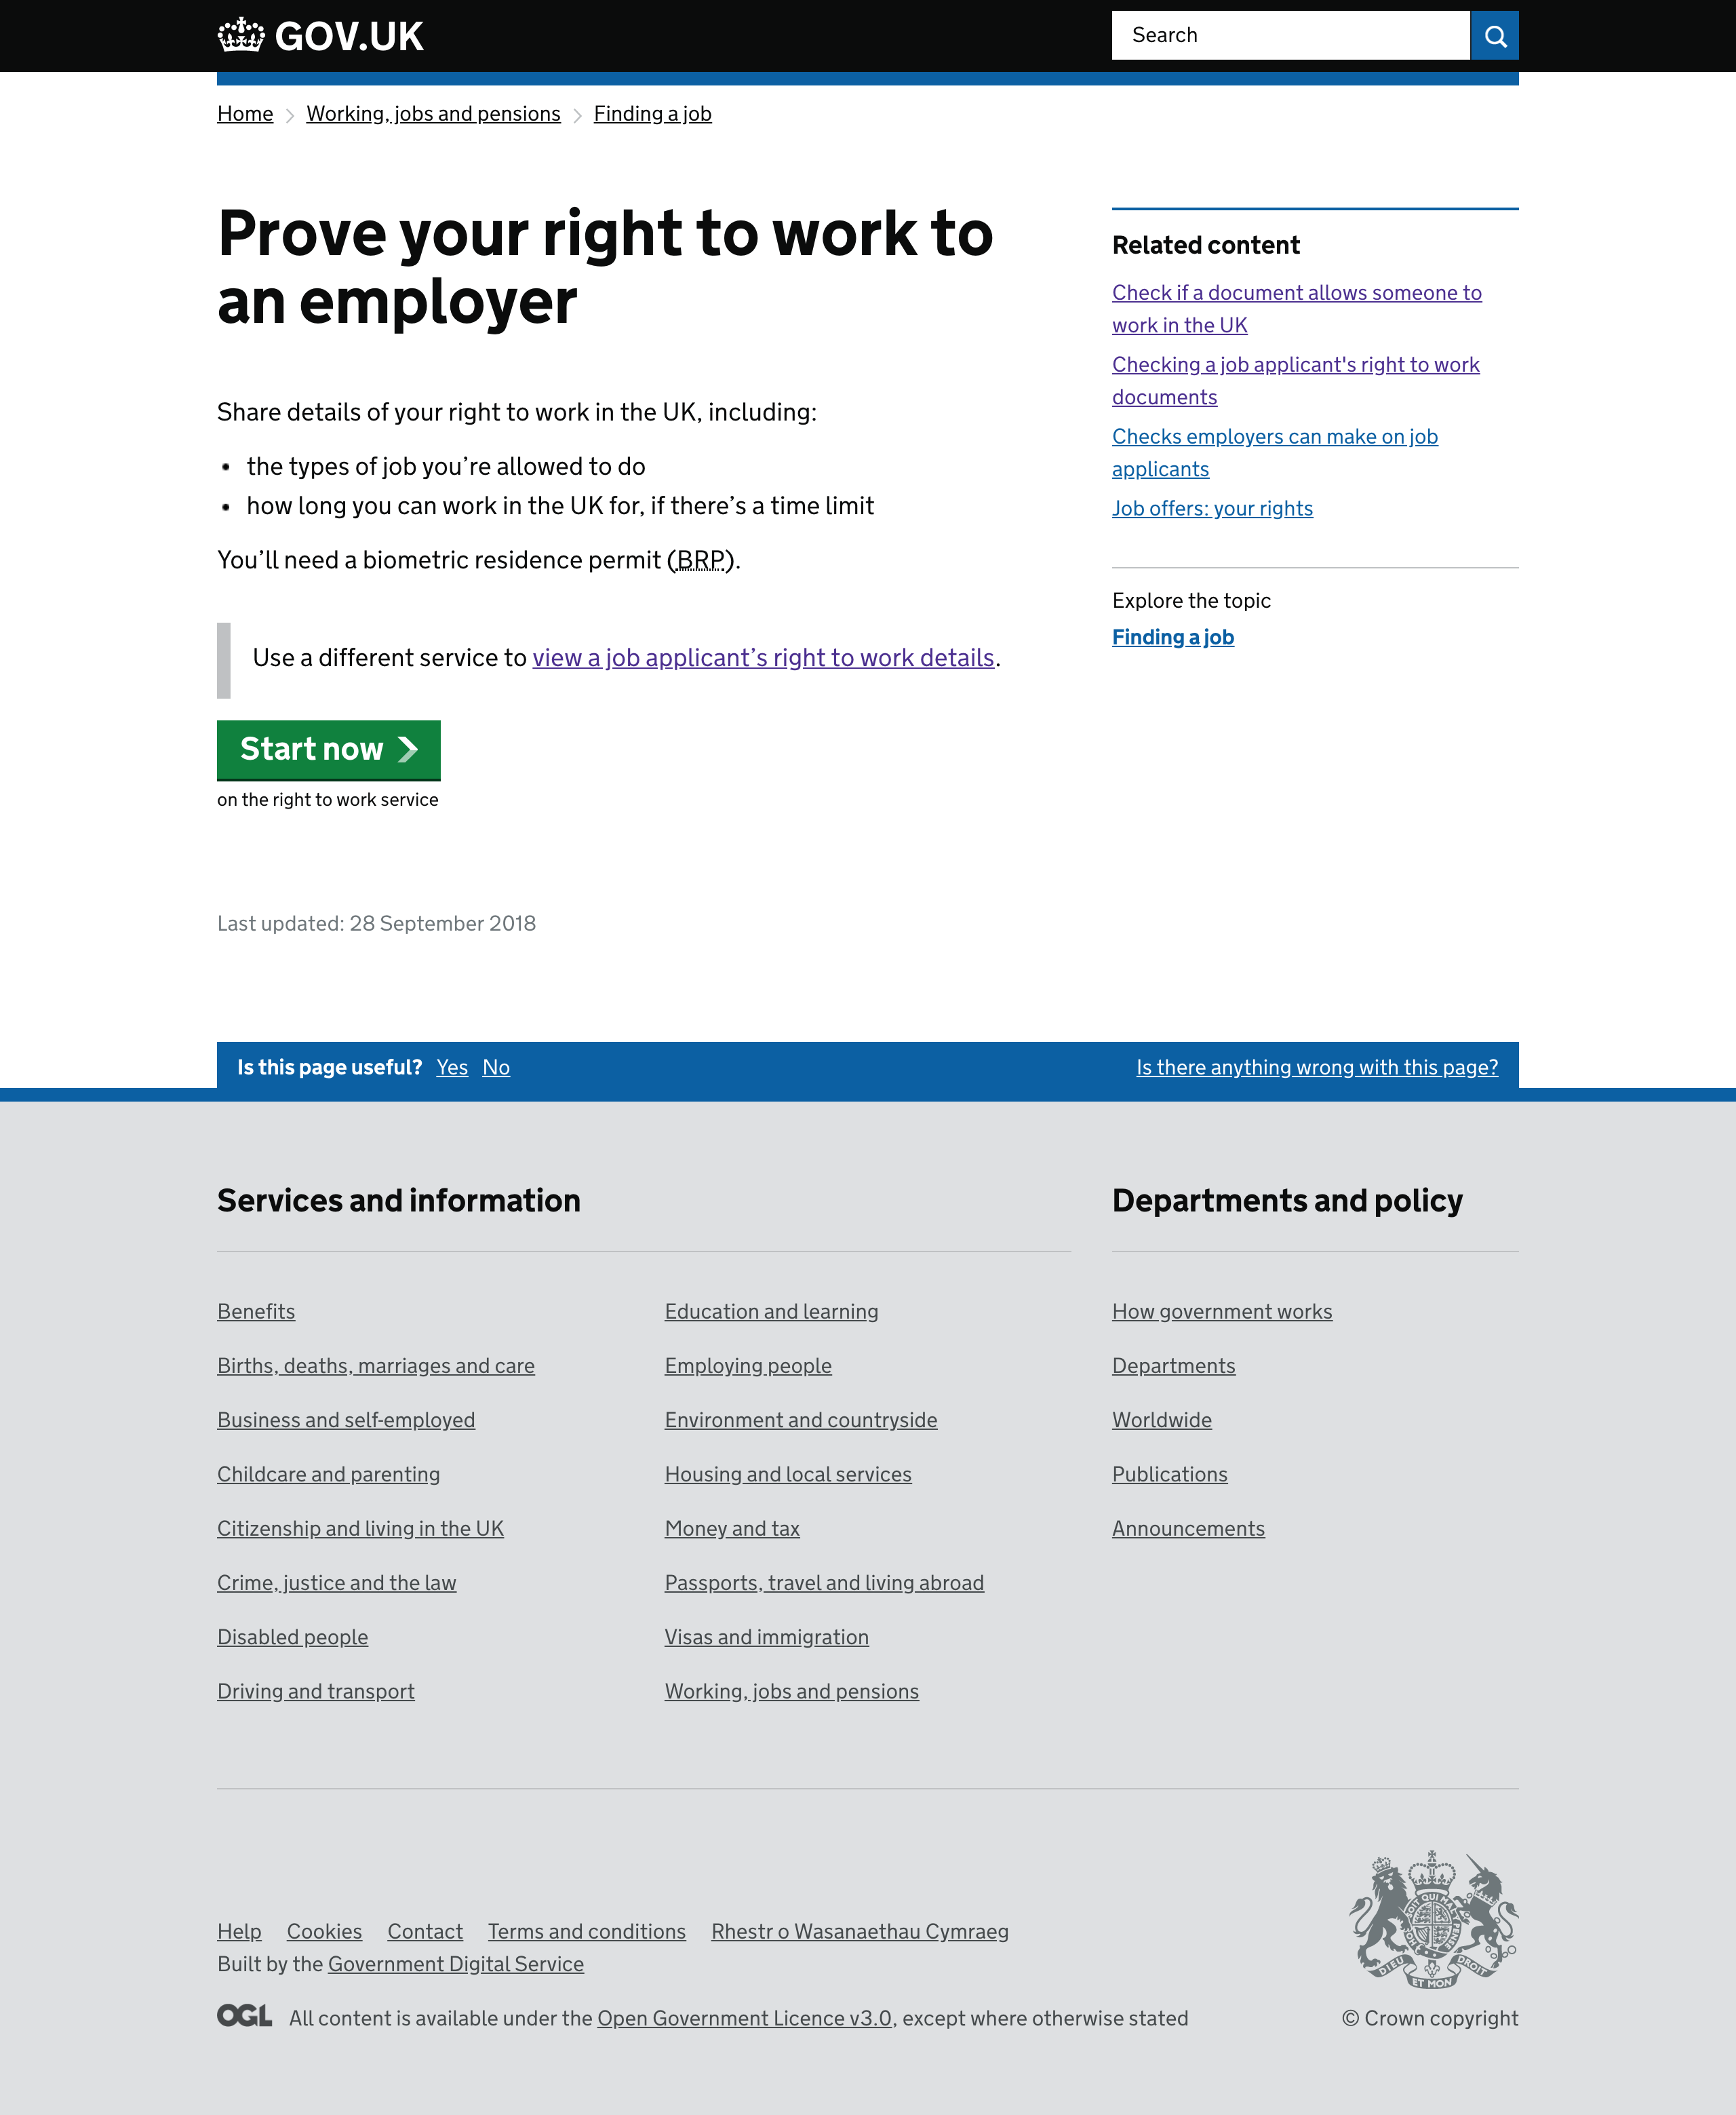 GOV.UK
Search
Home
Working, jobs and pensions
Finding a job
Prove your right to work to
an employer
Share details of your right to work in the UK, including:
• the types of job you’re allowed to do
• how long you can work in the UK for, if there’s a time limit
You’ll need a biometric residence permit (BRP).
Use a different service to view a job applicant’s right to work details.
Start now
on the right to work service
Last updated: 28 September 2018
Related content
Check if a document allows someone to
work in the UK
Checking a job applicant's right to work
documents
Checks employers can make on job
applicants
Job offers: your rights
Explore the topic
Finding a job
Is this page useful? Yes No
Is there anything wrong with this page?
Services and information
Benefits
Births, deaths, marriages and care
Business and self-employed
Childcare and parenting
Citizenship and living in the UK
Crime, justice and the law
Disabled people
Driving and transport
Education and learning
Employing people
Environment and countryside
Housing and local services
Money and tax
Passports, travel and living abroad
Visas and immigration
Working, jobs and pensions
Departments and policy
How government works
Departments
Worldwide
Publications
Announcements
Help Cookies Contact Terms and conditions Rhestr o Wasanaethau Cymraeg
Built by the Government Digital Service
OGL All content is available under the Open Government Licence v3.0, except where otherwise stated
DIEU ET MON DROIT
© Crown copyright